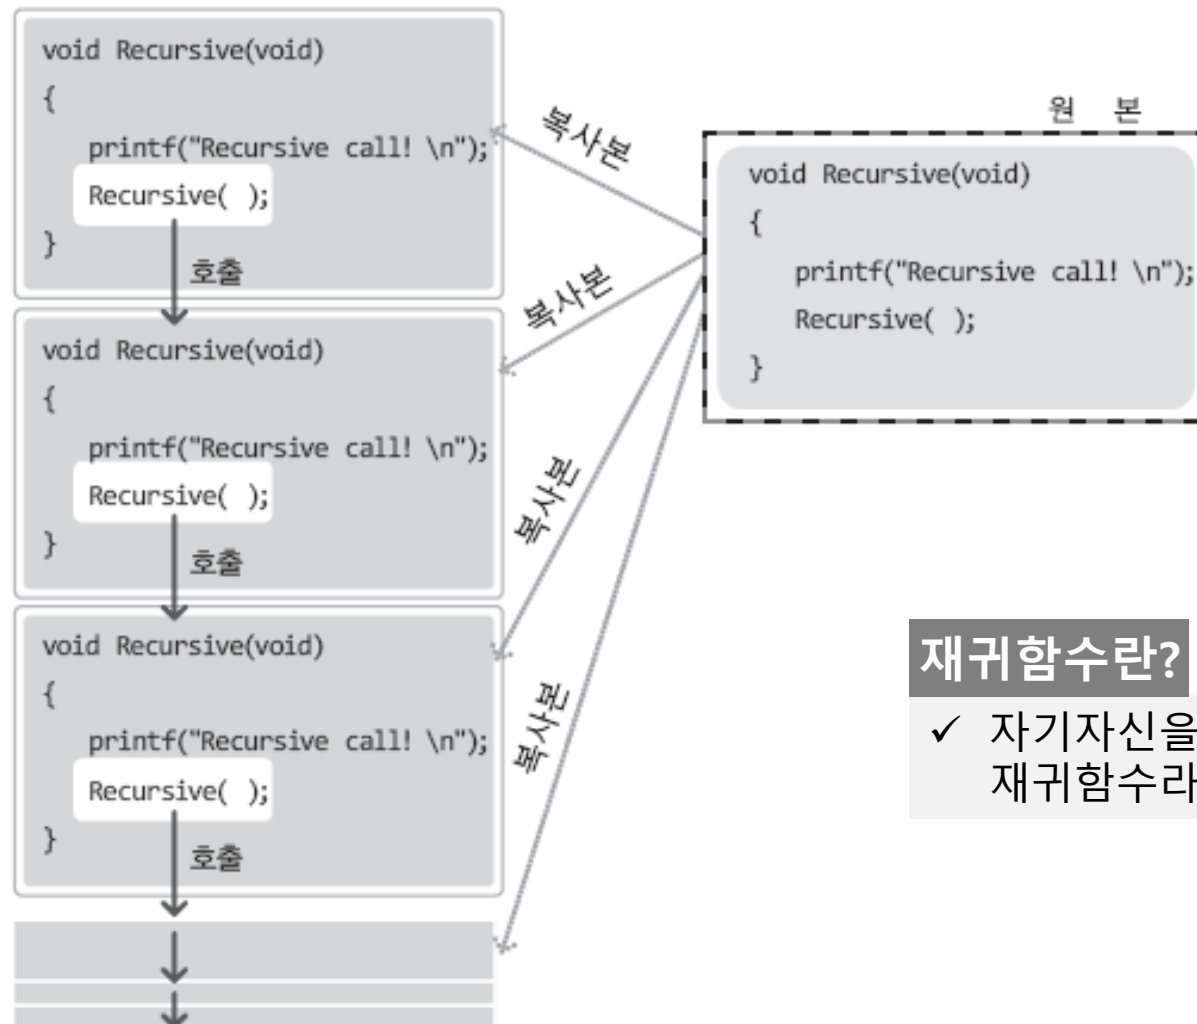 void Recursive(void)
{
printf("Recursive call! \n");
Recursive( );
}
호출
void Recursive(void)
{
printf("Recursive call! \n");
Recursive( );
}
호출
void Recursive(void)
{
printf("Recursive call! \n");
Recursive( );
}
호출
복사본
복사본
복사본
복사본
원 본
void Recursive(void)
{
printf("Recursive call! \n");
Recursive( );
}
재귀함수란?
✓ 자기자신을
재귀함수라